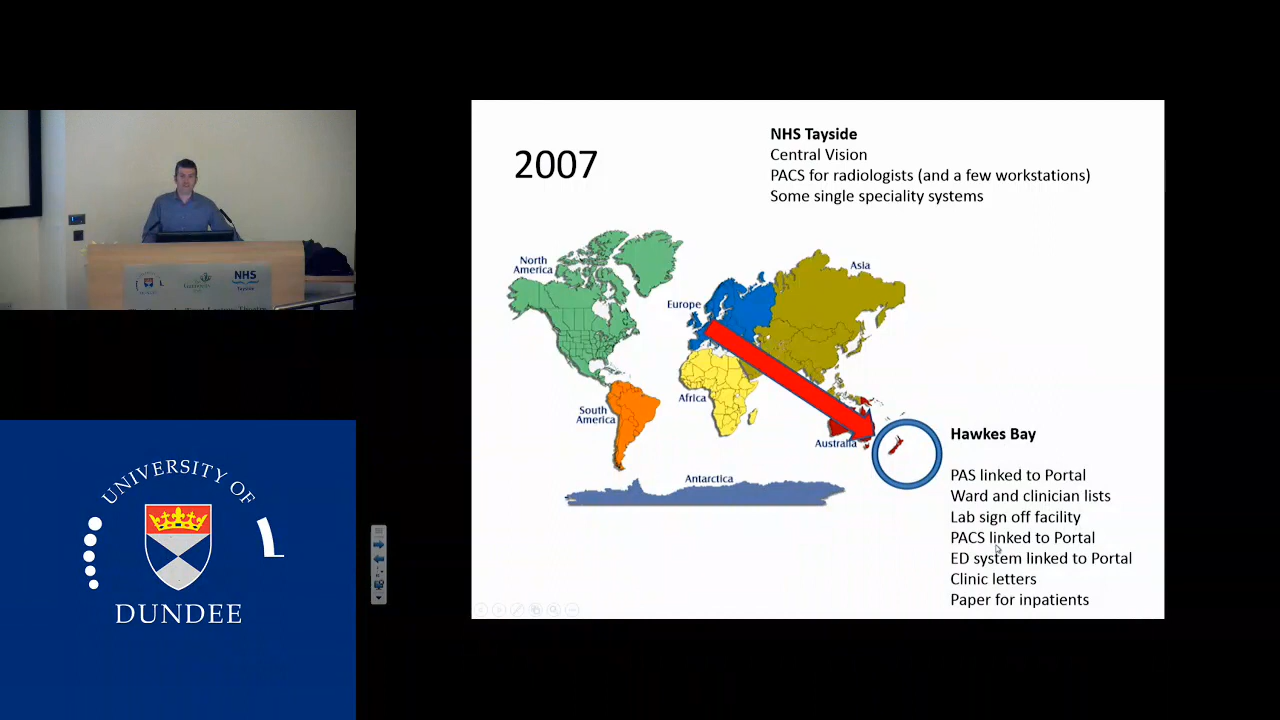 2007
NHS Tayside
Central Vision
PACS for radiologists (and a few workstations)
Some single speciality systems
North
America
Europe
Asia
Africa
South
America
Australia
Antarctica
Hawkes Bay
PAS linked to Portal
Ward and clinician lists
Lab sign off facility
PACS linked to Portal
ED system linked to Portal
Clinic letters
Paper for inpatients
NHS
Tayside
UNIVERSITY OF
DUNDEE